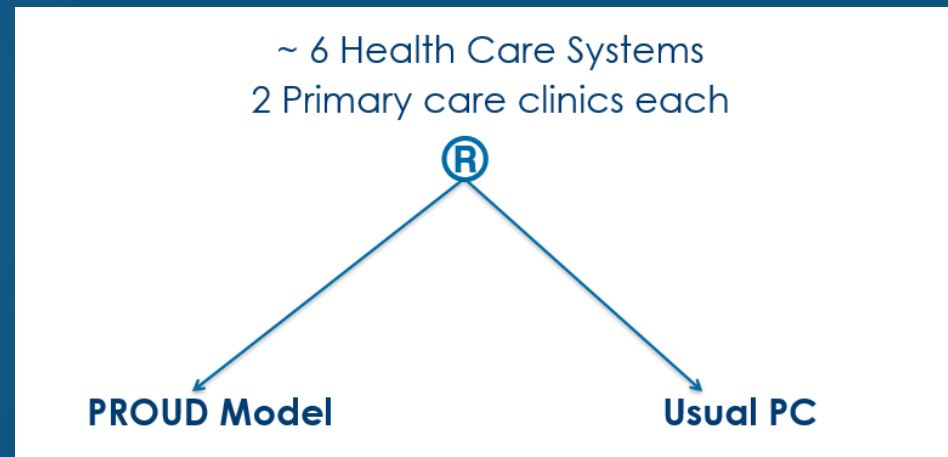 ~ 6 Health Care Systems
2 Primary care clinics each
®
PROUD Model
Usual PC